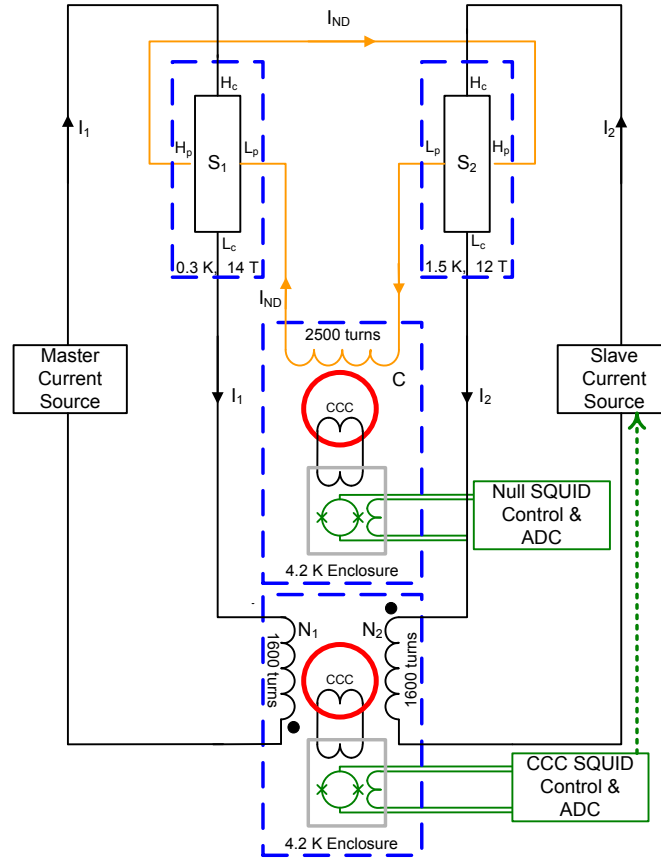 I_ND
H_c
H_c
I_1
I_2
H_p
L_p
L_p
H_p
S_1
S_2
L_c
L_c
0.3 K, 14 T
1.5 K, 12 T
I_ND
2500 turns
Master
Current
Source
Slave
Current
Source
C
I_1
I_2
CCC
Null SQUID
Control &
ADC
4.2 K Enclosure
N_1
N_2
1600 turns
1600 turns
CCC
CCC SQUID
Control &
ADC
4.2 K Enclosure